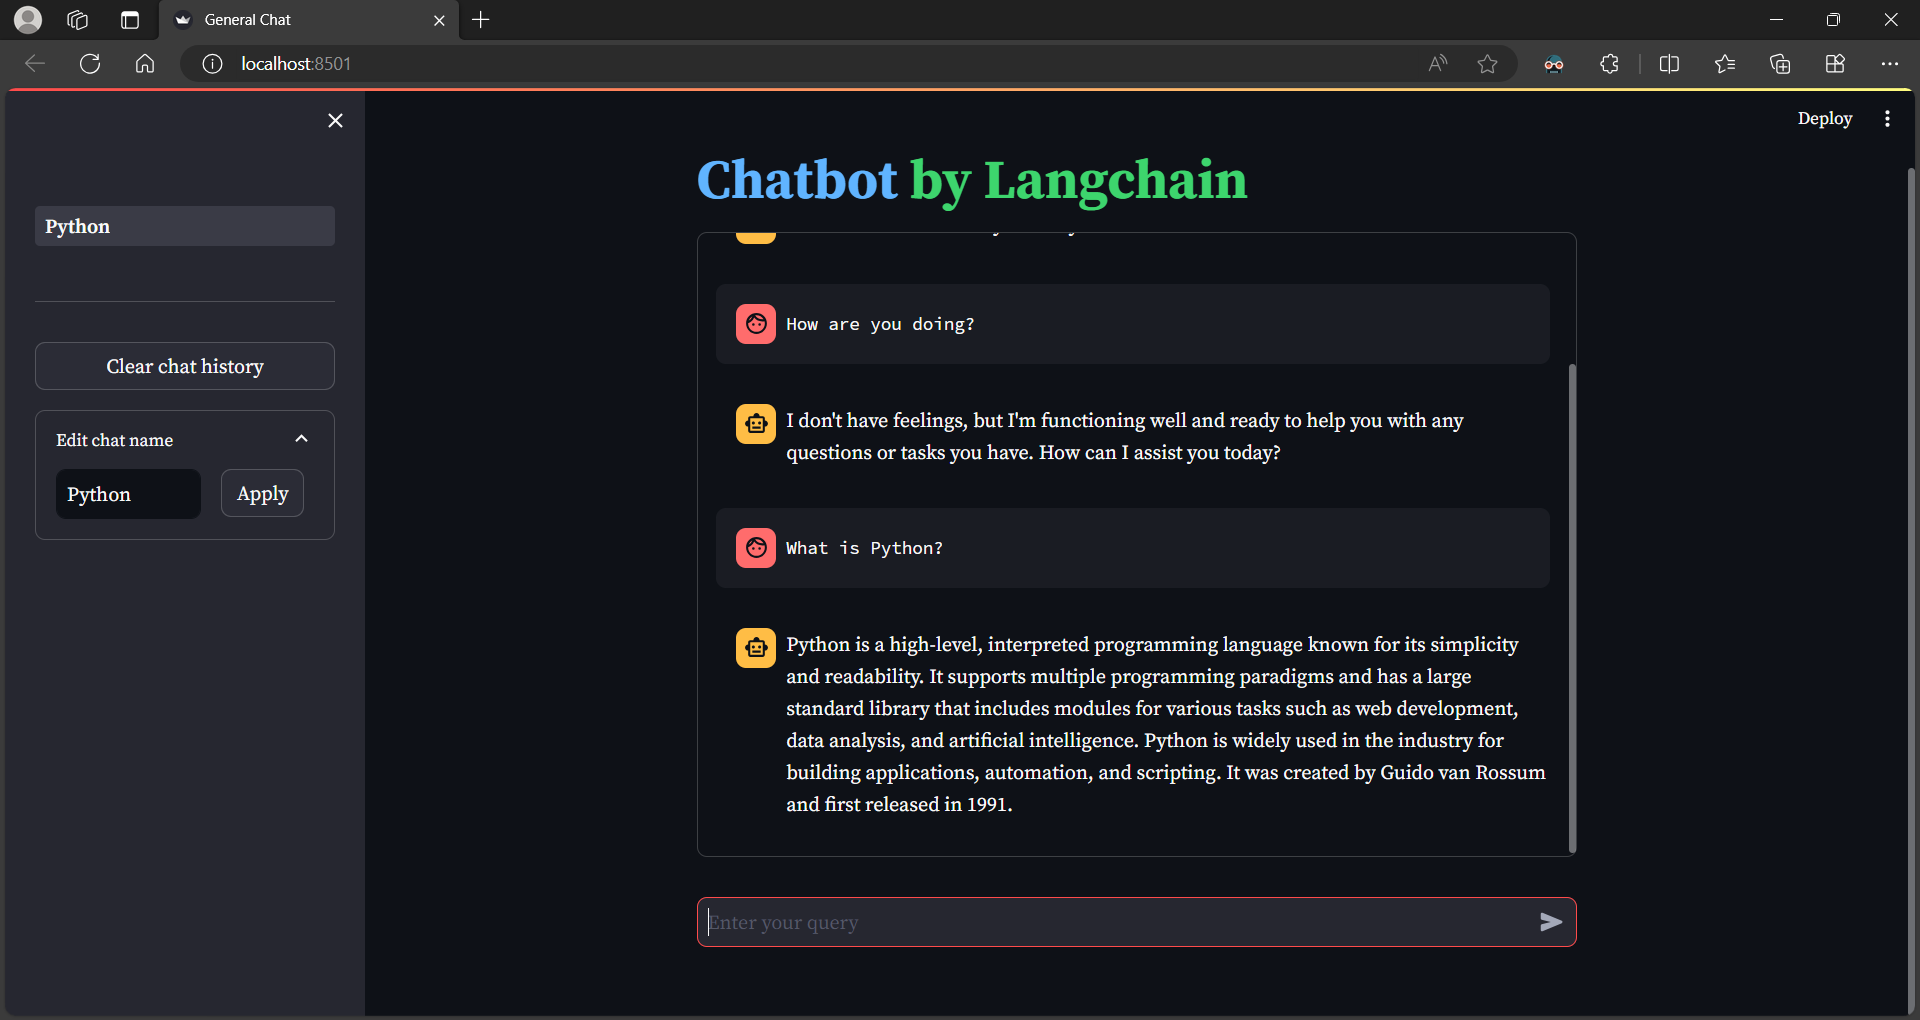 General Chat
localhost:8501
Deploy
Python
Clear chat history
Edit chat name
Python
Apply
Chatbot by Langchain
How are you doing?
I don't have feelings, but I'm functioning well and ready to help you with any
questions or tasks you have. How can I assist you today?
What is Python?
Python is a high-level, interpreted programming language known for its simplicity
and readability. It supports multiple programming paradigms and has a large
standard library that includes modules for various tasks such as web development,
data analysis, and artificial intelligence. Python is widely used in the industry for
building applications, automation, and scripting. It was created by Guido van Rossum
and first released in 1991.
Enter your query